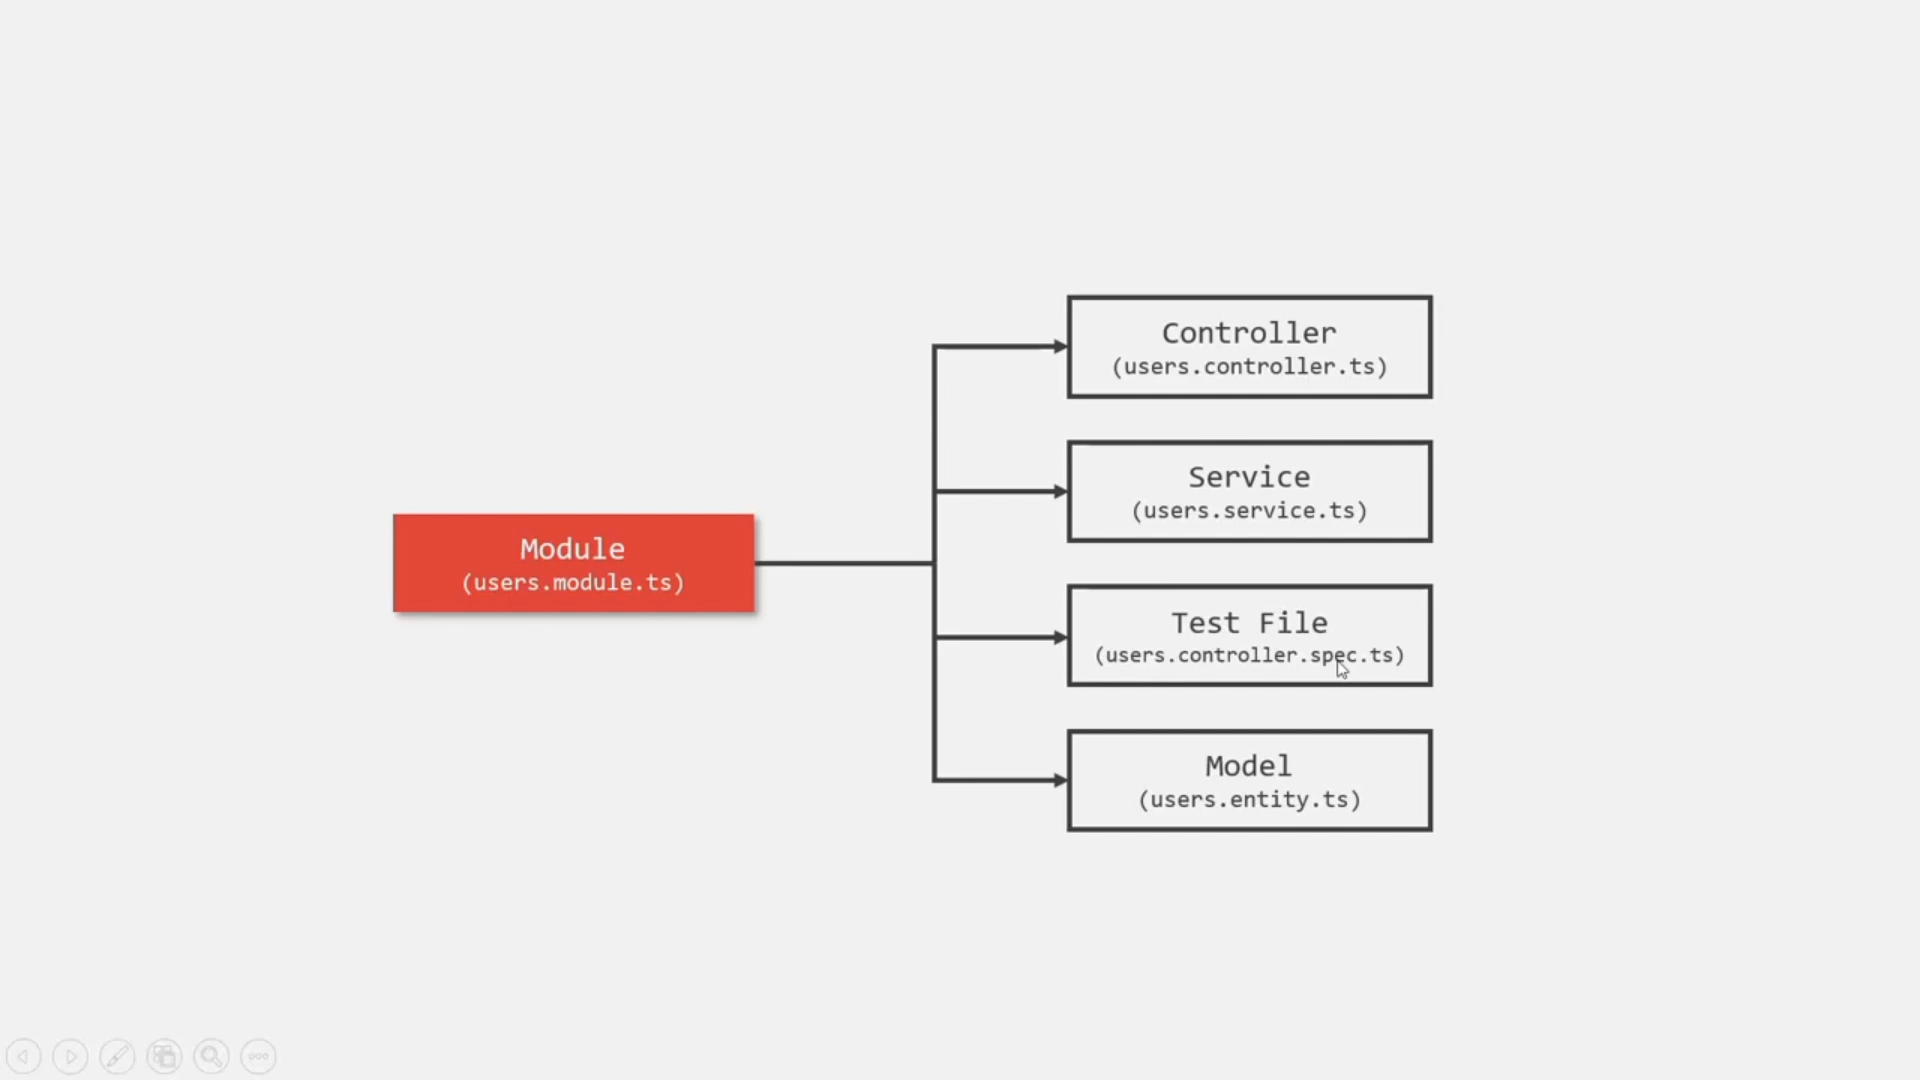 Controller
(users.controller.ts)
Service
(users.service.ts)
Module
(users.module.ts)
Test File
(users.controller.spec.ts)
Model
(users.entity.ts)